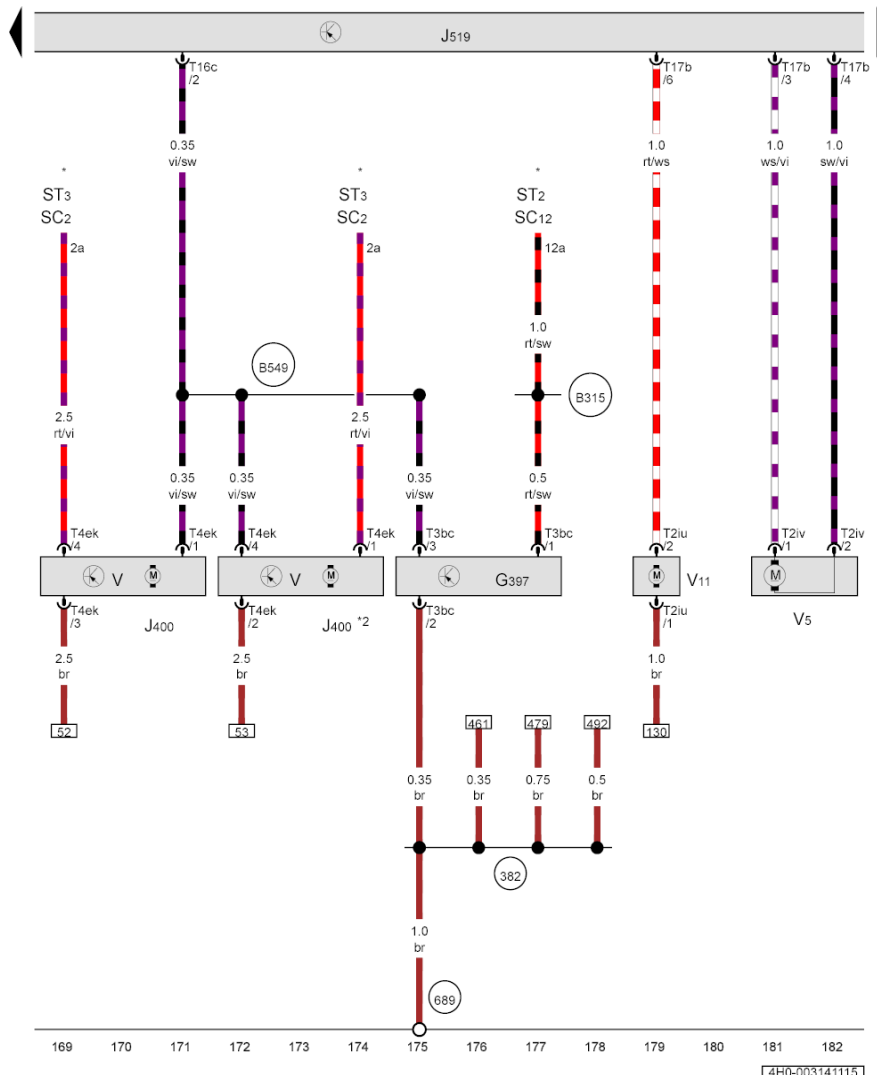 J519
T16c
/2
T17b
/6
T17b
/3
T17b
/4
0.35
vi/sw
1.0
rt/ws
1.0
ws/vi
1.0
sw/vi
*
ST3
SC2
*
ST3
SC2
*
ST2
SC12
2a
2a
12a
1.0
rt/sw
B549
B315
2.5
rt/vi
2.5
rt/vi
0.35
vi/sw
0.35
vi/sw
0.35
vi/sw
0.5
rt/sw
T4ek
/4
T4ek
/1
T4ek
/4
T4ek
/1
T3bc
/3
T3bc
/1
T2iu
/2
T2iv
/1
T2iv
/2
V M
V M
G397
M
V11
M
T4ek
/3
J400
T4ek
/2
J400 *2
T3bc
/2
T2iu
/1
V5
2.5
br
2.5
br
1.0
br
52
53
461
479
492
130
0.35
br
0.35
br
0.75
br
0.5
br
382
1.0
br
689
169 170 171 172 173 174 175 176 177 178 179 180 181 182
4H0-003141115